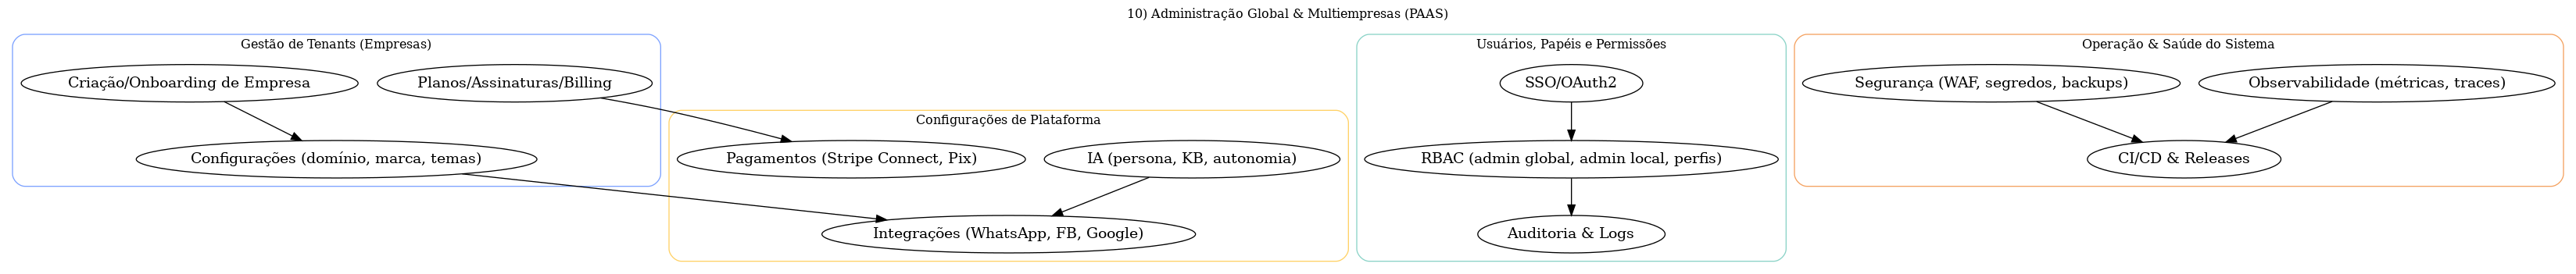 10) Administração Global & Multiempresas (PAAS)
Gestão de Tenants (Empresas)
Criação/Onboarding de Empresa
Planos/Assinaturas/Billing
Configurações (domínio, marca, temas)
Configurações de Plataforma
Pagamentos (Stripe Connect, Pix)
IA (persona, KB, autonomia)
Integrações (WhatsApp, FB, Google)
Usuários, Papéis e Permissões
SSO/OAuth2
RBAC (admin global, admin local, perfis)
Auditoria & Logs
Operação & Saúde do Sistema
Segurança (WAF, segredos, backups)
Observabilidade (métricas, traces)
CI/CD & Releases